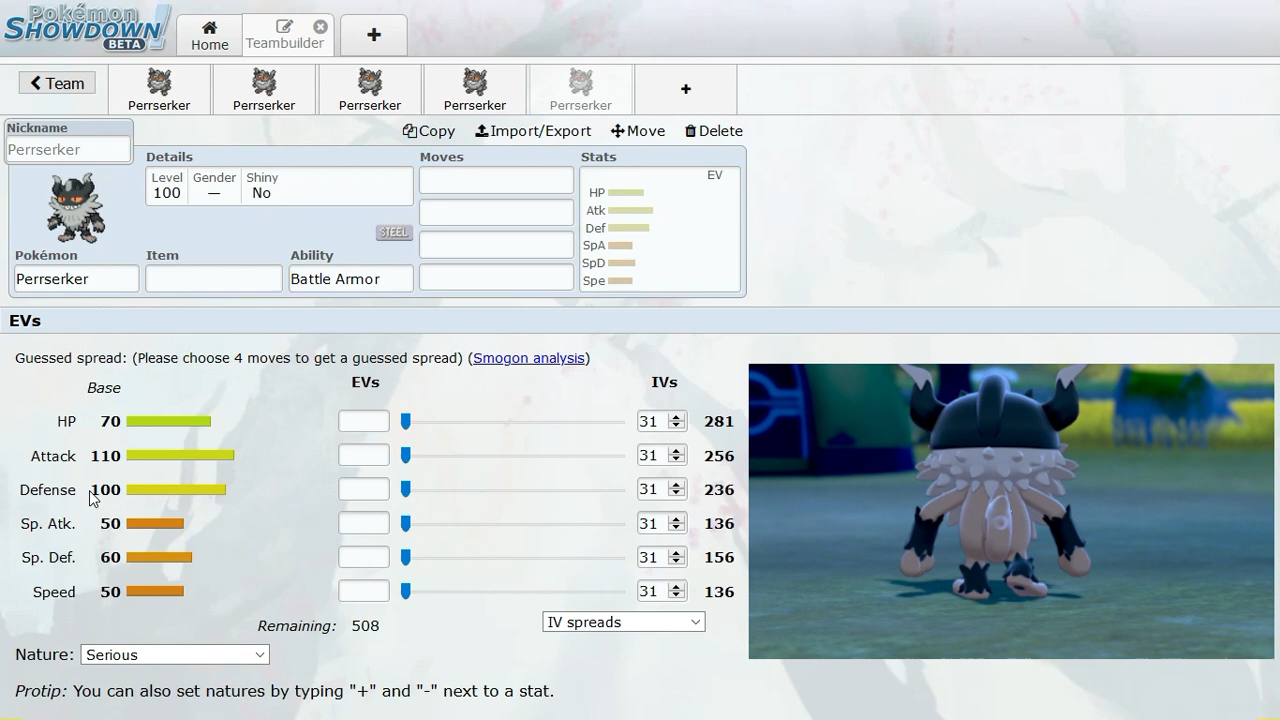 Pokémon
SHOWDOWN!
BETA
Home
Teambuilder
+
Team
Perrserker
Perrserker
Perrserker
Perrserker
Perrserker
+
Copy
Import/Export
Move
Delete
Nickname
Perrserker
Details
Level
100
Gender
—
Shiny
No
STEEL
Pokémon
Perrserker
Item
Ability
Battle Armor
Moves
Stats
EV
HP
Atk
Def
SpA
SpD
Spe
EVs
Guessed spread: (Please choose 4 moves to get a guessed spread) (Smogon analysis)
Base EVs IVs
HP 70 31 281
Attack 110 31 256
Defense 100 31 236
Sp. Atk. 50 31 136
Sp. Def. 60 31 156
Speed 50 31 136
Remaining: 508
IV spreads
Nature: Serious
Protip: You can also set natures by typing "+" and "-" next to a stat.